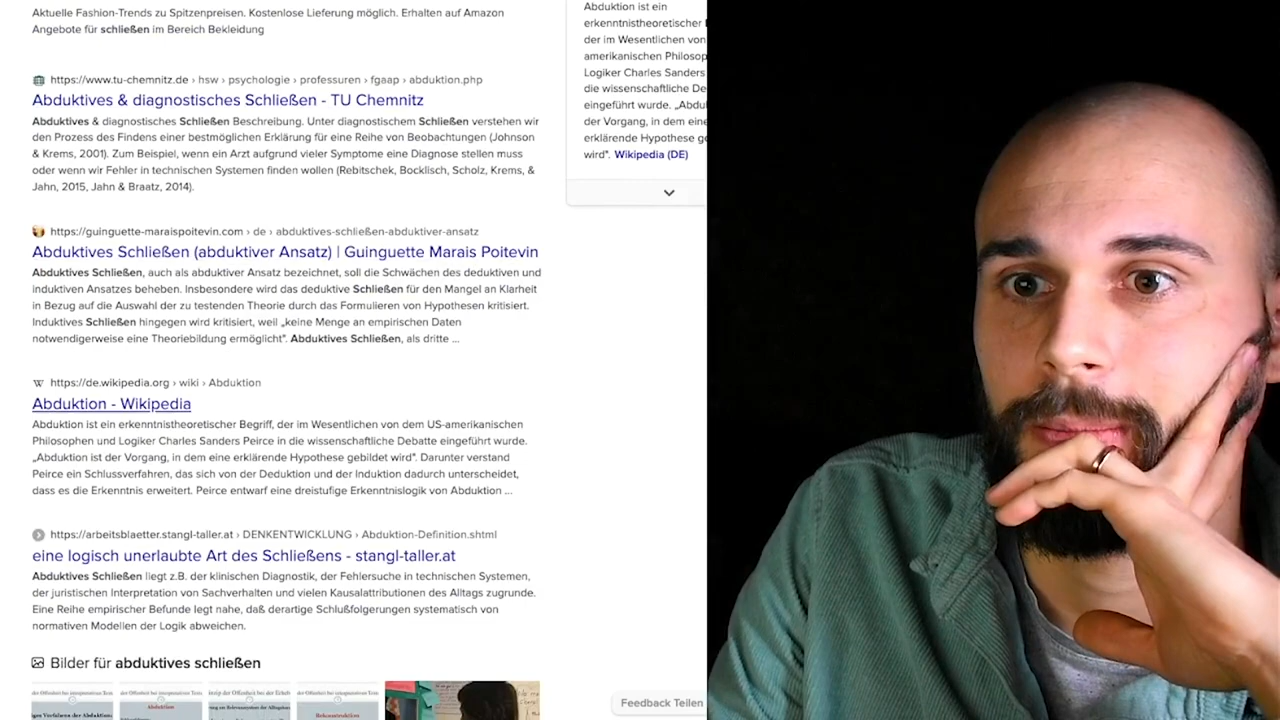 Aktuelle Fashion-Trends zu Spitzenpreisen. Kostenlose Lieferung möglich. Erhalten auf Amazon
Angebote für schließen im Bereich Bekleidung
https://www.tu-chemnitz.de › hsw › psychologie › professuren › fgaap › abduktion.php
Abduktives & diagnostisches Schließen - TU Chemnitz
Abduktives & diagnostisches Schließen Beschreibung. Unter diagnostischem Schließen verstehen wir
den Prozess des Findens einer bestmöglichen Erklärung für eine Reihe von Beobachtungen (Johnson
& Krems, 2001). Zum Beispiel, wenn ein Arzt aufgrund vieler Symptome eine Diagnose stellen muss
oder wenn wir Fehler in technischen Systemen finden wollen (Rebitschek, Bocklisch, Scholz, Krems, &
Jahn, 2015, Jahn & Braatz, 2014).
https://guinguette-maraispoitevin.com › de › abduktives-schließen-abduktiver-ansatz
Abduktives Schließen (abduktiver Ansatz) | Guinguette Marais Poitevin
Abduktives Schließen, auch als abduktiver Ansatz bezeichnet, soll die Schwächen des deduktiven und
induktiven Ansatzes beheben. Insbesondere wird das deduktive Schließen für den Mangel an Klarheit
in Bezug auf die Auswahl der zu testenden Theorie durch das Formulieren von Hypothesen kritisiert.
Induktives Schließen hingegen wird kritisiert, weil „keine Menge an empirischen Daten
notwendigerweise eine Theoriebildung ermöglicht". Abduktives Schließen, als dritte ...
W https://de.wikipedia.org › wiki › Abduktion
Abduktion - Wikipedia
Abduktion ist ein erkenntnistheoretischer Begriff, der im Wesentlichen von dem US-amerikanischen
Philosophen und Logiker Charles Sanders Peirce in die wissenschaftliche Debatte eingeführt wurde.
„Abduktion ist der Vorgang, in dem eine erklärende Hypothese gebildet wird". Darunter verstand
Peirce ein Schlussverfahren, das sich von der Deduktion und der Induktion dadurch unterscheidet,
dass es die Erkenntnis erweitert. Peirce entwarf eine dreistufige Erkenntnislogik von Abduktion ...
https://arbeitsblaetter.stangl-taller.at › DENKENTWICKLUNG › Abduktion-Definition.shtml
eine logisch unerlaubte Art des Schließens - stangl-taller.at
Abduktives Schließen liegt z.B. der klinischen Diagnostik, der Fehlersuche in technischen Systemen,
der juristischen Interpretation von Sachverhalten und vielen Kausalattributionen des Alltags zugrunde.
Eine Reihe empirischer Befunde legt nahe, daß derartige Schlußfolgerungen systematisch von
normativen Modellen der Logik abweichen.
Bilder für abduktives schließen
Abduktion
Rekonstruktion
Abduktion ist ein
erkenntnistheoretischer
der im Wesentlichen von
amerikanischen Philosop
Logiker Charles Sanders
die wissenschaftliche De
eingeführt wurde. „Abdu
der Vorgang, in dem eine
erklärende Hypothese ge
wird". Wikipedia (DE)
Feedback Teilen